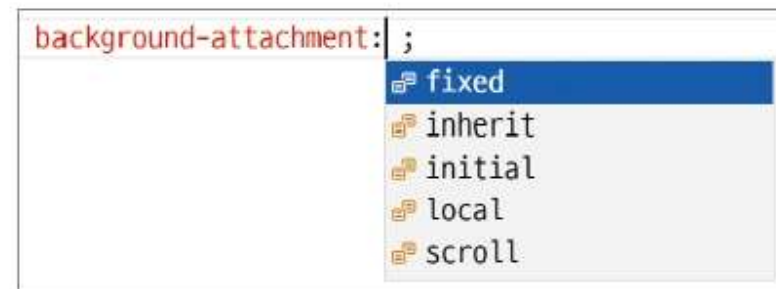 background-attachment: ;
fixed
inherit
initial
local
scroll